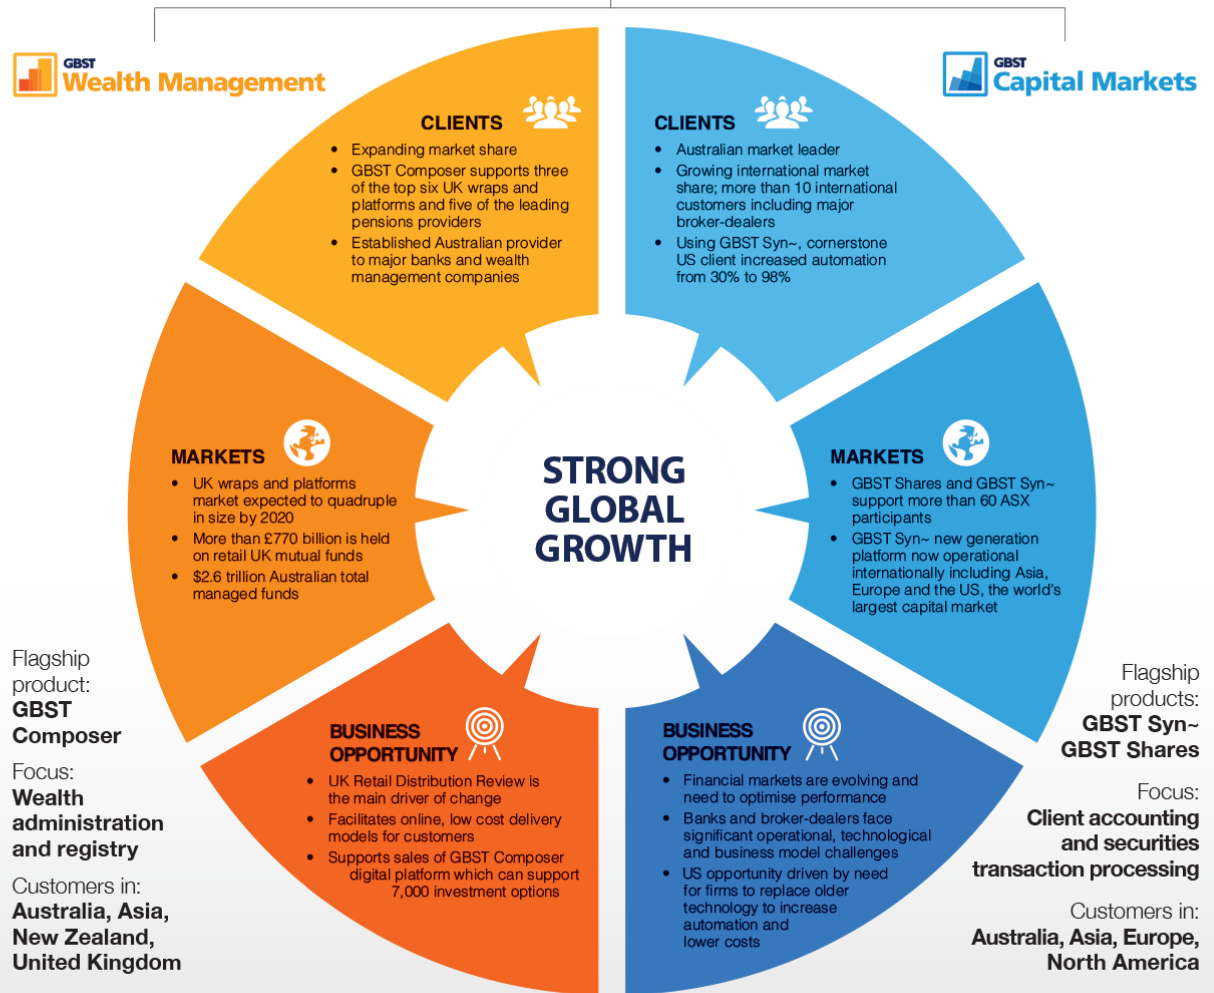 GBST
Wealth Management
GBST
Capital Markets
CLIENTS
• Expanding market share
• GBST Composer supports three
of the top six UK wraps and
platforms and five of the leading
pensions providers
• Established Australian provider
to major banks and wealth
management companies
CLIENTS
• Australian market leader
• Growing international market
share; more than 10 international
customers including major
broker-dealers
• Using GBST Syn~, cornerstone
US client increased automation
from 30% to 98%
MARKETS
• UK wraps and platforms
market expected to quadruple
in size by 2020
• More than £770 billion is held
on retail UK mutual funds
• $2.6 trillion Australian total
managed funds
STRONG
GLOBAL
GROWTH
MARKETS
• GBST Shares and GBST Syn~
support more than 60 ASX
participants
• GBST Syn~ new generation
platform now operational
internationally including Asia,
Europe and the US, the world's
largest capital market
BUSINESS
OPPORTUNITY
• UK Retail Distribution Review is
the main driver of change
• Facilitates online, low cost delivery
models for customers
• Supports sales of GBST Composer
digital platform which can support
7,000 investment options
BUSINESS
OPPORTUNITY
• Financial markets are evolving and
need to optimise performance
• Banks and broker-dealers face
significant operational, technological
and business model challenges
• US opportunity driven by need
for firms to replace older
technology to increase
automation and
lower costs
Flagship
product:
GBST
Composer
Focus:
Wealth
administration
and registry
Customers in:
Australia, Asia,
New Zealand,
United Kingdom
Flagship
products:
GBST Syn~
GBST Shares
Focus:
Client accounting
and securities
transaction processing
Customers in:
Australia, Asia, Europe,
North America